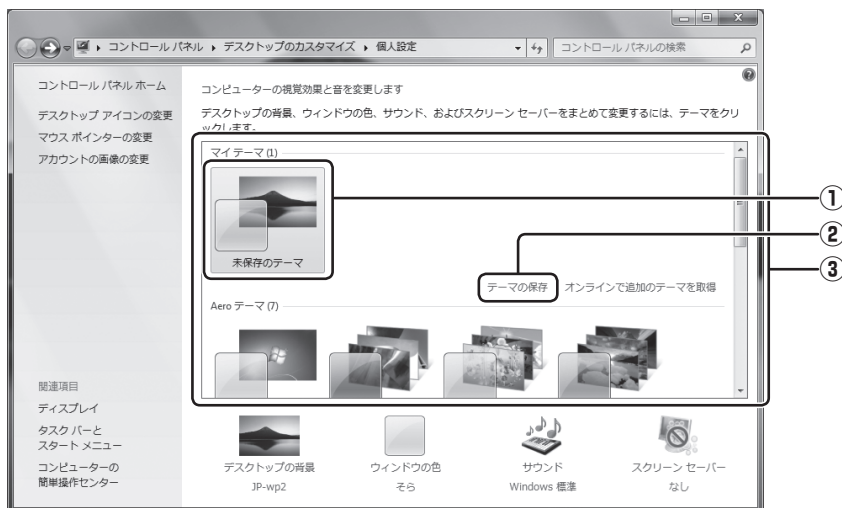 コントロール パネル ▸ デスクトップのカスタマイズ ▸ 個人設定
コントロール パネルの検索
コントロール パネル ホーム
デスクトップ アイコンの変更
マウス ポインターの変更
アカウントの画像の変更
コンピューターの視覚効果と音を変更します
デスクトップの背景、ウィンドウの色、サウンド、およびスクリーン セーバーをまとめて変更するには、テーマをクリ
ックします。
マイ テーマ (1)
未保存のテーマ
テーマの保存
オンラインで追加のテーマを取得
Aero テーマ (7)
①
②
③
関連項目
ディスプレイ
タスク バーと
スタート メニュー
コンピューターの
簡単操作センター
デスクトップの背景
JP-wp2
ウィンドウの色
そら
サウンド
Windows 標準
スクリーン セーバー
なし